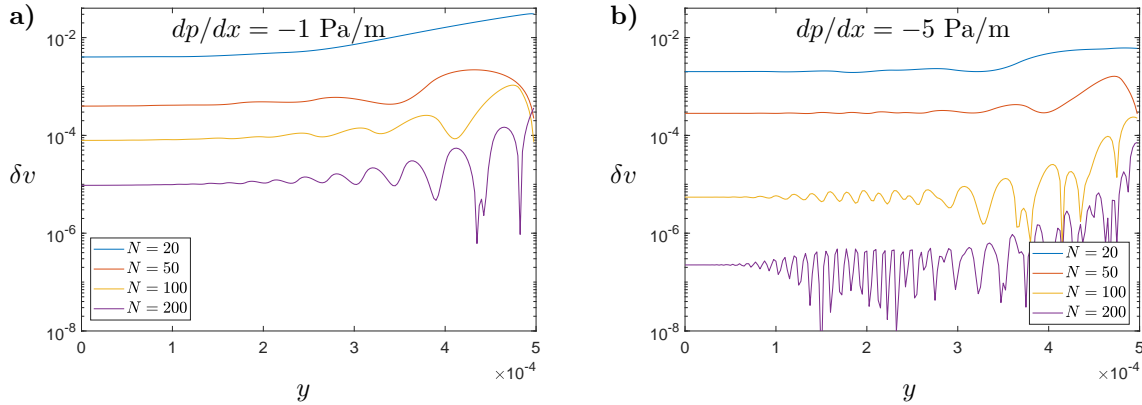 a)
dp/dx = −1 Pa/m
10^-2
10^-4
δv
10^-6
10^-8
N = 20
N = 50
N = 100
N = 200
0 1 2 3 4 5
×10^-4
y
b)
dp/dx = −5 Pa/m
10^-2
10^-4
δv
10^-6
10^-8
N = 20
N = 50
N = 100
N = 200
0 1 2 3 4 5
×10^-4
y